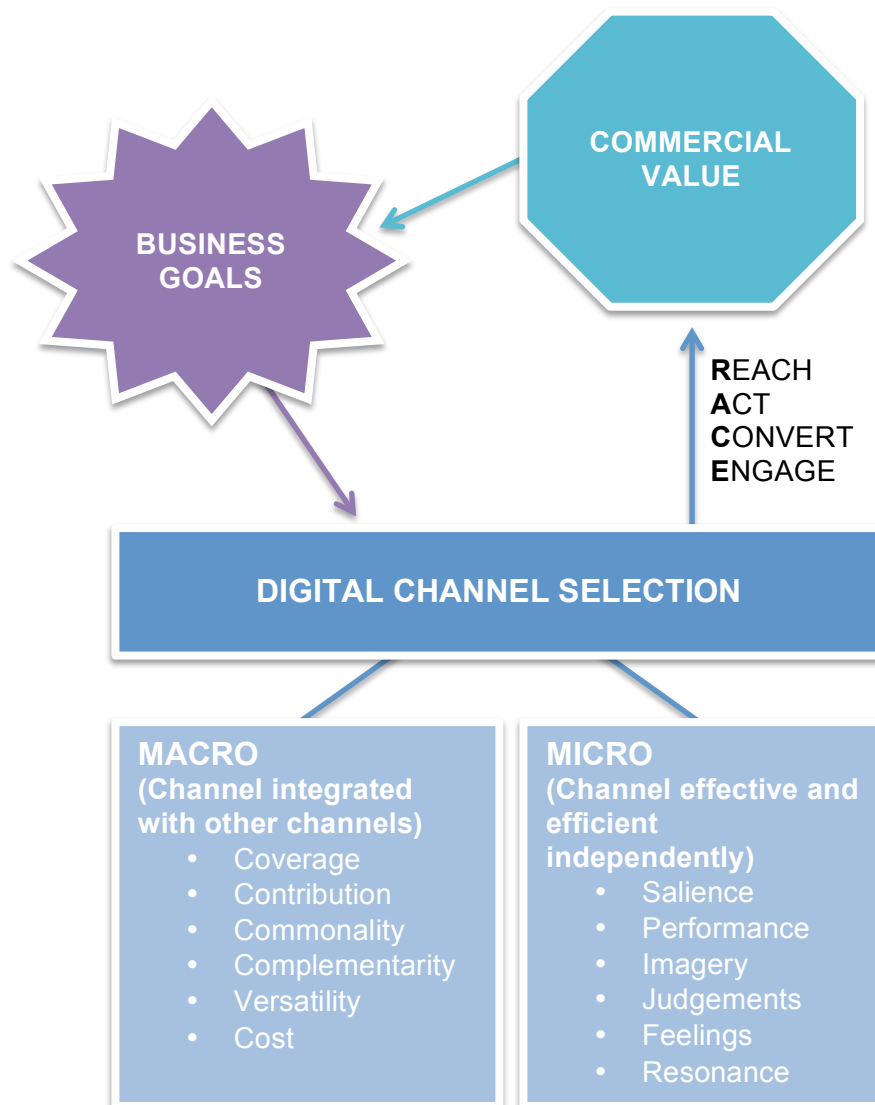 COMMERCIAL
VALUE
BUSINESS
GOALS
REACH
ACT
CONVERT
ENGAGE
DIGITAL CHANNEL SELECTION
MACRO
(Channel integrated
with other channels)
• Coverage
• Contribution
• Commonality
• Complementarity
• Versatility
• Cost
MICRO
(Channel effective and
efficient
independently)
• Salience
• Performance
• Imagery
• Judgements
• Feelings
• Resonance